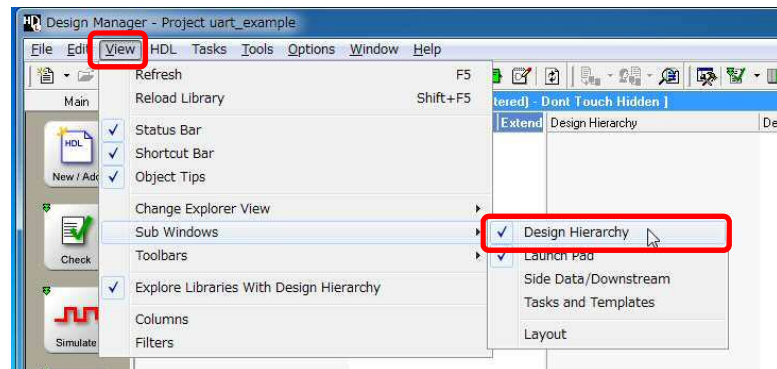 Design Manager - Project uart_example
File Edit View HDL Tasks Tools Options Window Help
Main
tered) - Dont Touch Hidden ]
Extend Design Hierarchy
HDL
New / Add
Check
Simulate
Refresh F5
Reload Library Shift+F5
Status Bar
Shortcut Bar
Object Tips
Change Explorer View
Sub Windows
Toolbars
Explore Libraries With Design Hierarchy
Columns
Filters
Design Hierarchy
Launch Pad
Side Data/Downstream
Tasks and Templates
Layout